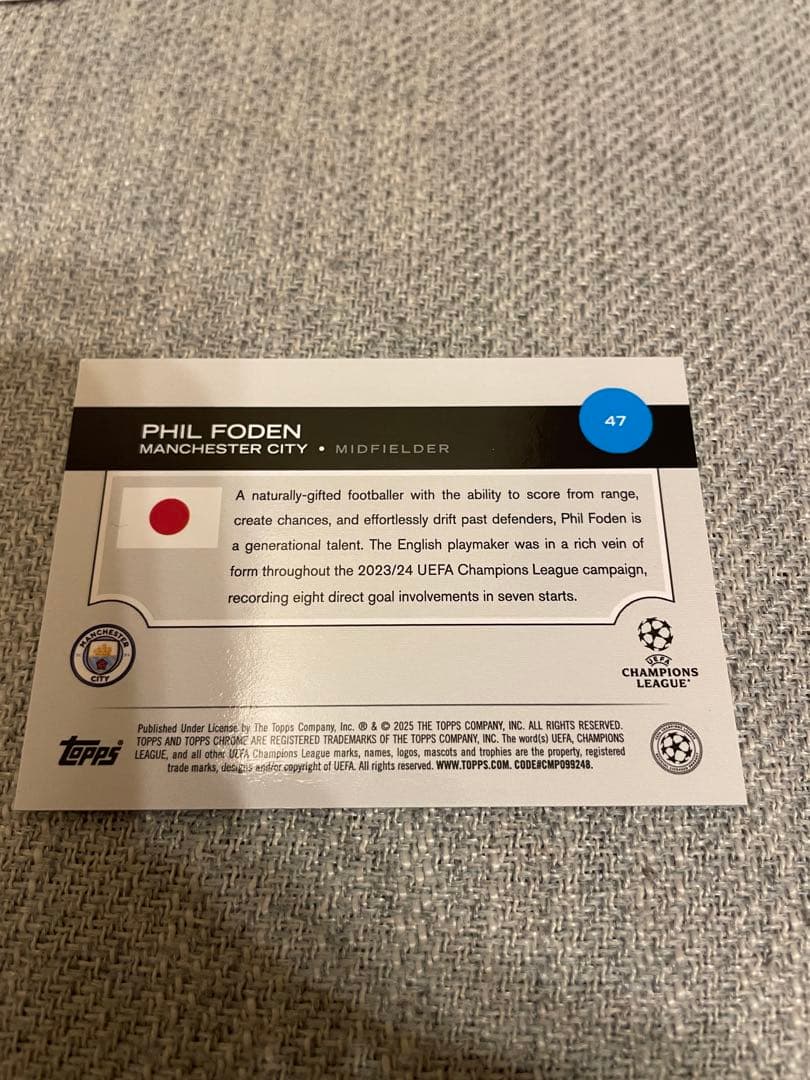 47
PHIL FODEN
MANCHESTER CITY • MIDFIELDER
A naturally-gifted footballer with the ability to score from range,
create chances, and effortlessly drift past defenders, Phil Foden is
a generational talent. The English playmaker was in a rich vein of
form throughout the 2023/24 UEFA Champions League campaign,
recording eight direct goal involvements in seven starts.
MANCHESTER
CITY
UEFA
CHAMPIONS
LEAGUE
Published Under License by The Topps Company, Inc. ® & © 2025 THE TOPPS COMPANY, INC. ALL RIGHTS RESERVED.
TOPPS AND TOPPS CHROME ARE REGISTERED TRADEMARKS OF THE TOPPS COMPANY, INC. The word(s) UEFA, CHAMPIONS
LEAGUE, and all other UEFA Champions League marks, names, logos, mascots and trophies are the property, registered
trade marks, designs and/or copyright of UEFA. All rights reserved. WWW.TOPPS.COM. CODE#CMP099248.
Topps®